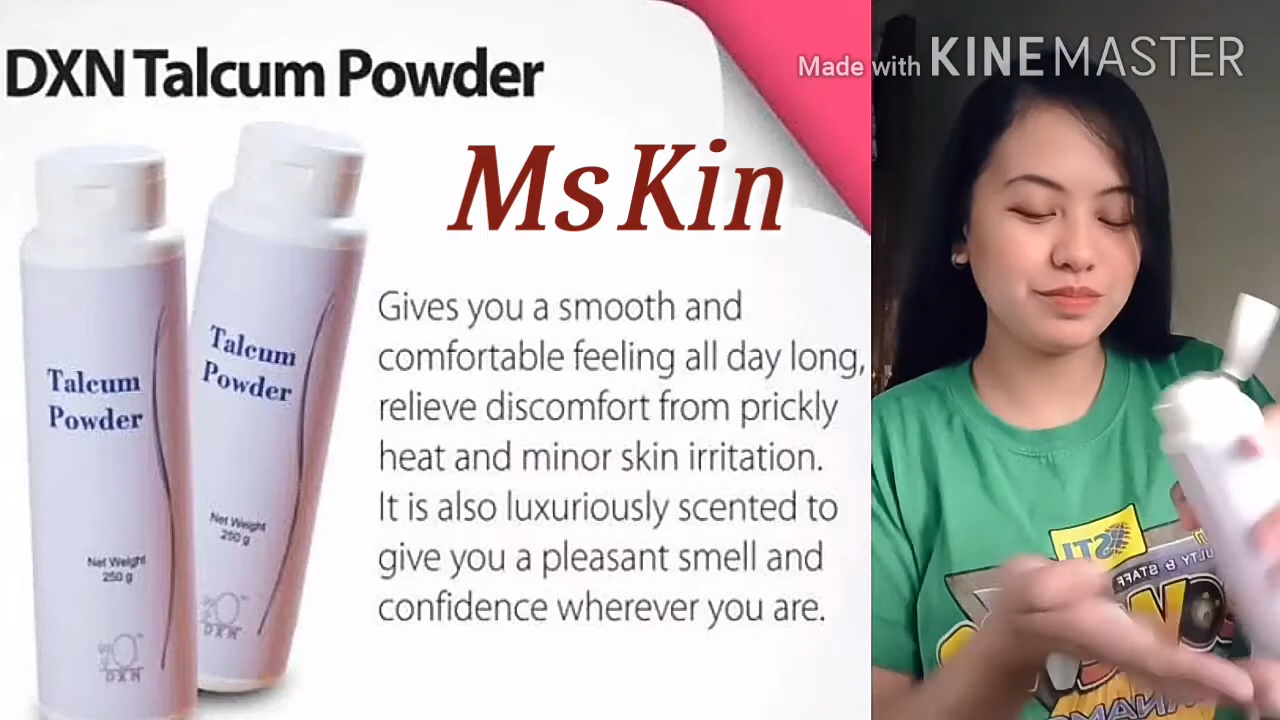 DXN Talcum Powder
Made with KINEMASTER
Ms Kin
Gives you a smooth and
comfortable feeling all day long,
relieve discomfort from prickly
heat and minor skin irritation.
It is also luxuriously scented to
give you a pleasant smell and
confidence wherever you are.
Talcum
Powder
Net Weight
250 g
DXN
Talcum
Powder
Net Weight
250 g
DXN
STI
& STAFF